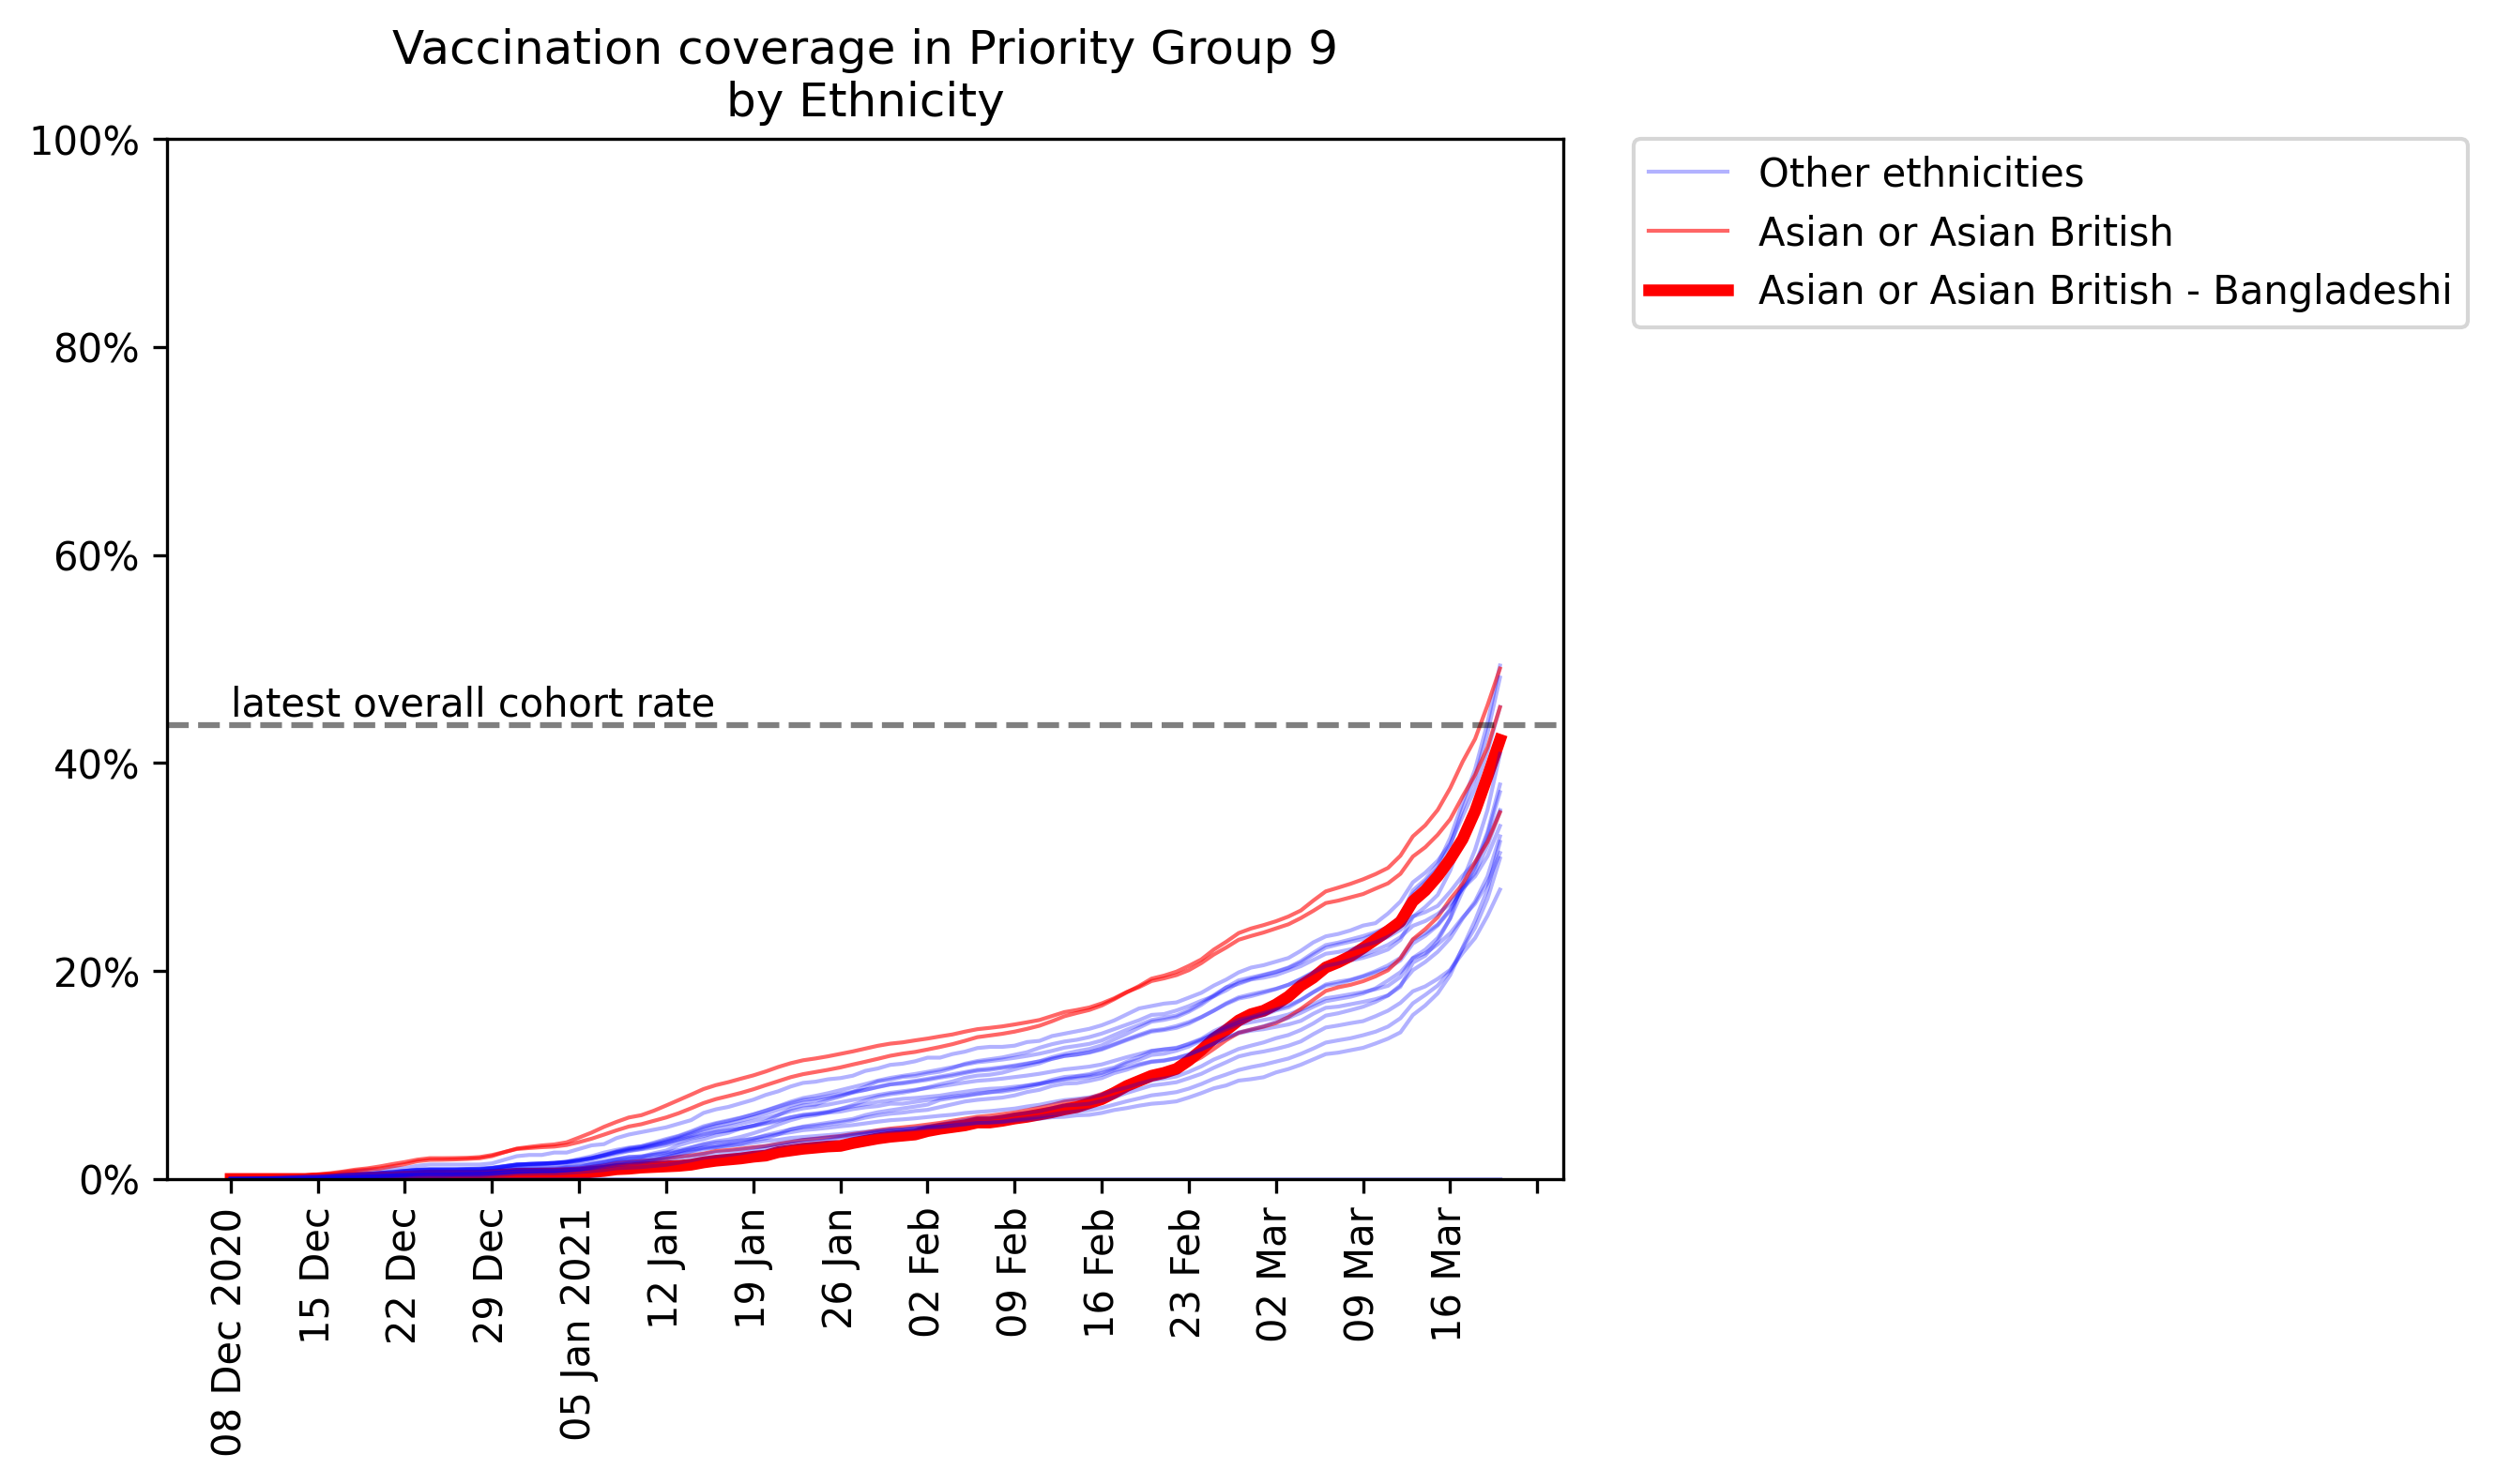 Vaccination coverage in Priority Group 9
by Ethnicity
100%
80%
60%
40%
20%
0%
latest overall cohort rate
Other ethnicities
Asian or Asian British
Asian or Asian British - Bangladeshi
08 Dec 2020
15 Dec
22 Dec
29 Dec
05 Jan 2021
12 Jan
19 Jan
26 Jan
02 Feb
09 Feb
16 Feb
23 Feb
02 Mar
09 Mar
16 Mar